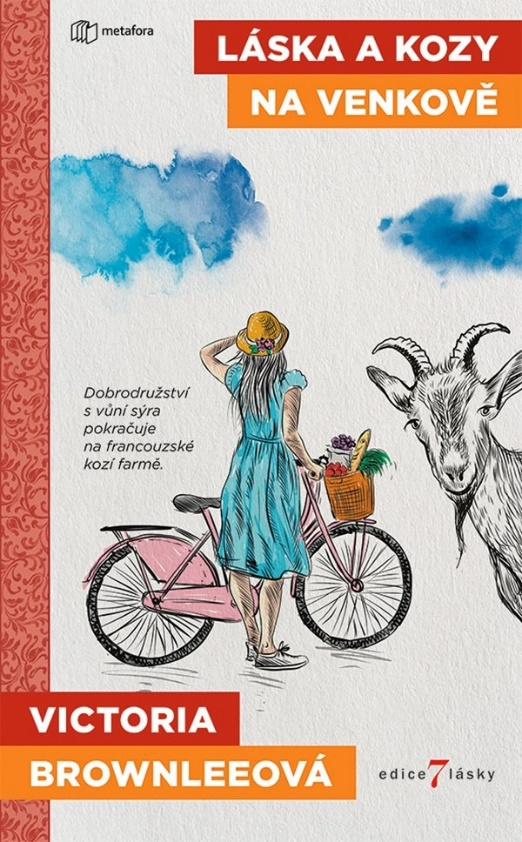 metafora
LÁSKA A KOZY
NA VENKOVĚ
Dobrodružství
s vůní sýra
pokračuje
na francouzské
kozí farmě.
VICTORIA
BROWNLEEOVÁ
edice 7 lásky